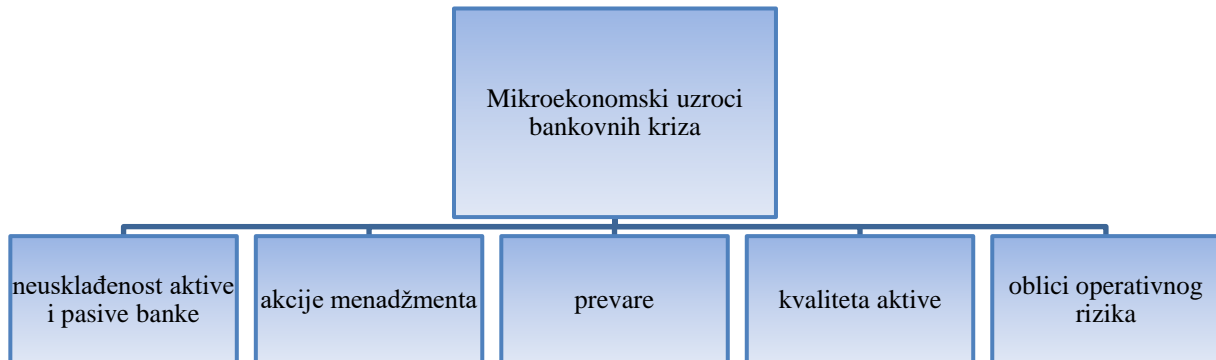 Mikroekonomski uzroci
bankovnih kriza
neusklađenost aktive
i pasive banke
akcije menadžmenta
prevare
kvaliteta aktive
oblici operativnog
rizika